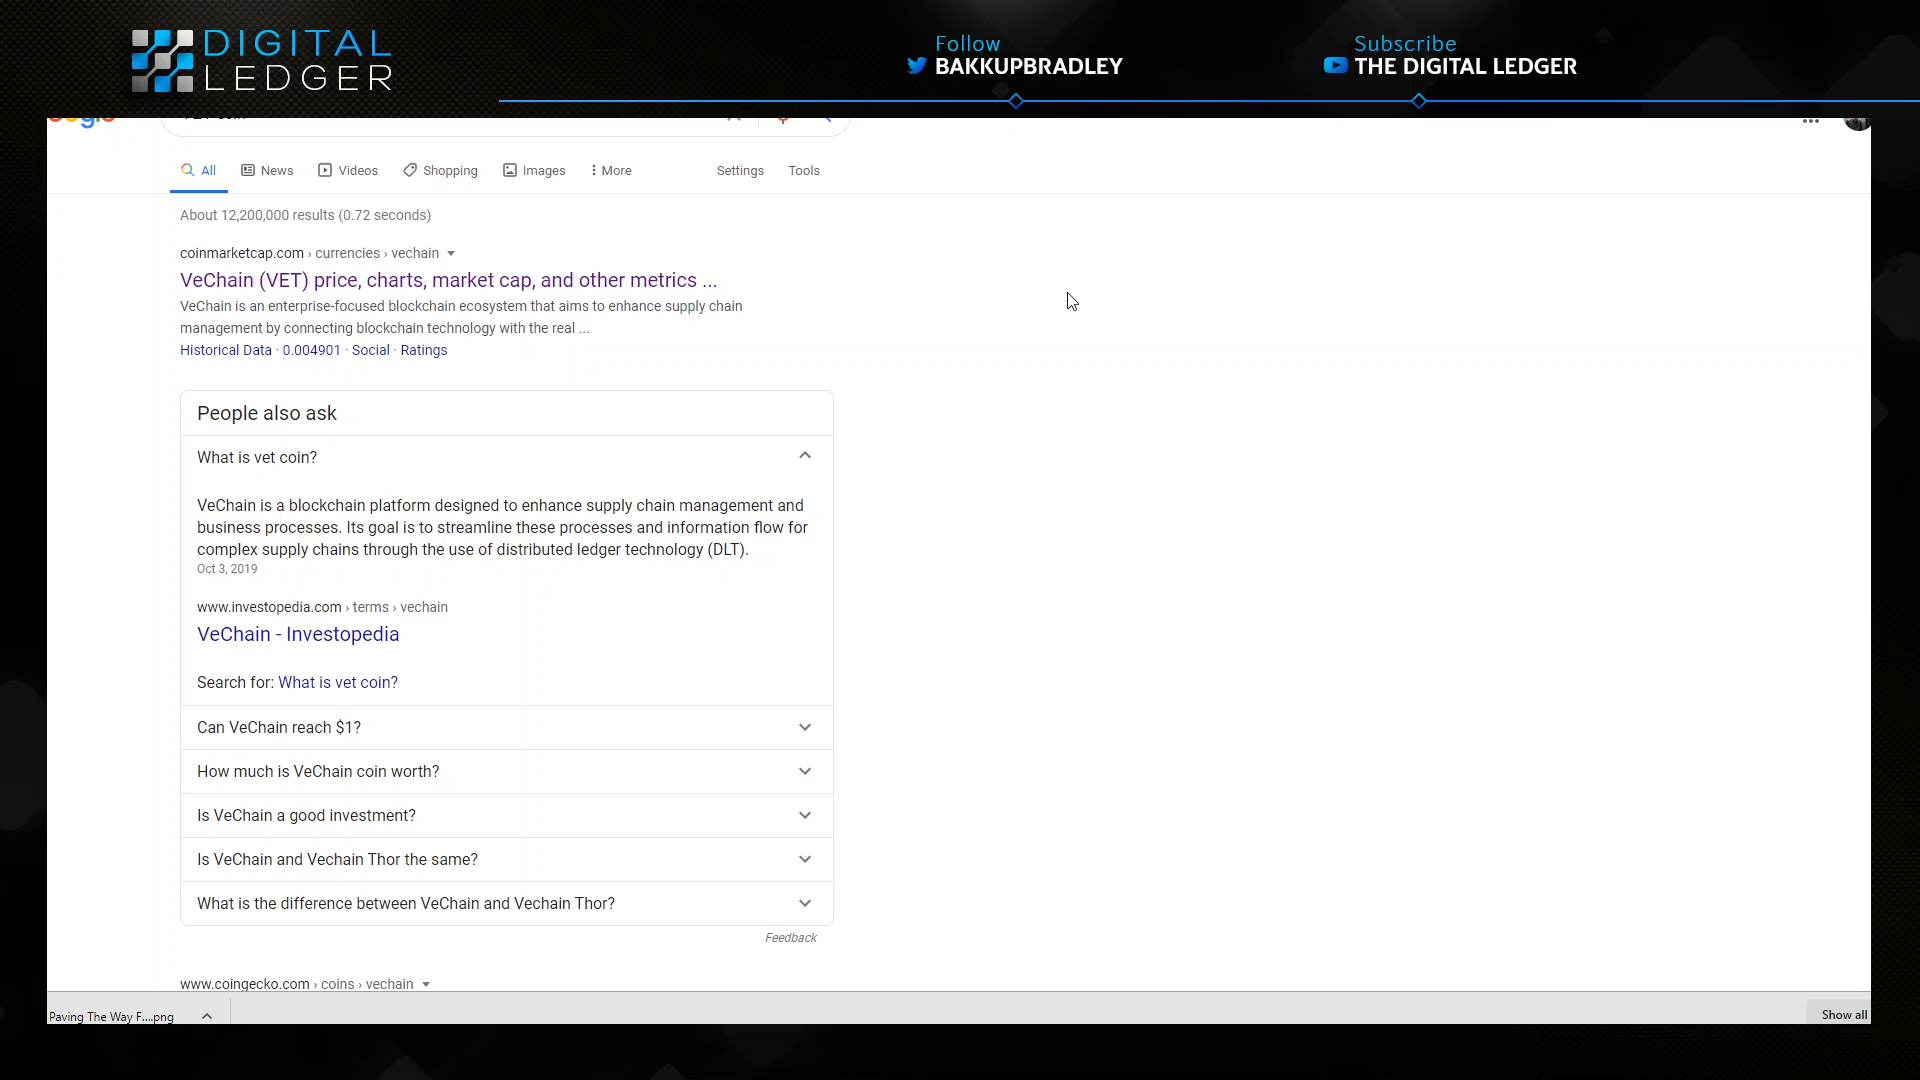 DIGITAL
LEDGER
Follow
BAKKUPBRADLEY
Subscribe
THE DIGITAL LEDGER
All
News
Videos
Shopping
Images
More
Settings
Tools
About 12,200,000 results (0.72 seconds)
coinmarketcap.com › currencies › vechain
VeChain (VET) price, charts, market cap, and other metrics ...
VeChain is an enterprise-focused blockchain ecosystem that aims to enhance supply chain
management by connecting blockchain technology with the real ...
Historical Data · 0.004901 · Social · Ratings
People also ask
What is vet coin?
VeChain is a blockchain platform designed to enhance supply chain management and
business processes. Its goal is to streamline these processes and information flow for
complex supply chains through the use of distributed ledger technology (DLT).
Oct 3, 2019
www.investopedia.com › terms › vechain
VeChain - Investopedia
Search for: What is vet coin?
Can VeChain reach $1?
How much is VeChain coin worth?
Is VeChain a good investment?
Is VeChain and Vechain Thor the same?
What is the difference between VeChain and Vechain Thor?
Feedback
www.coingecko.com › coins › vechain
Paving The Way F....png
Show all